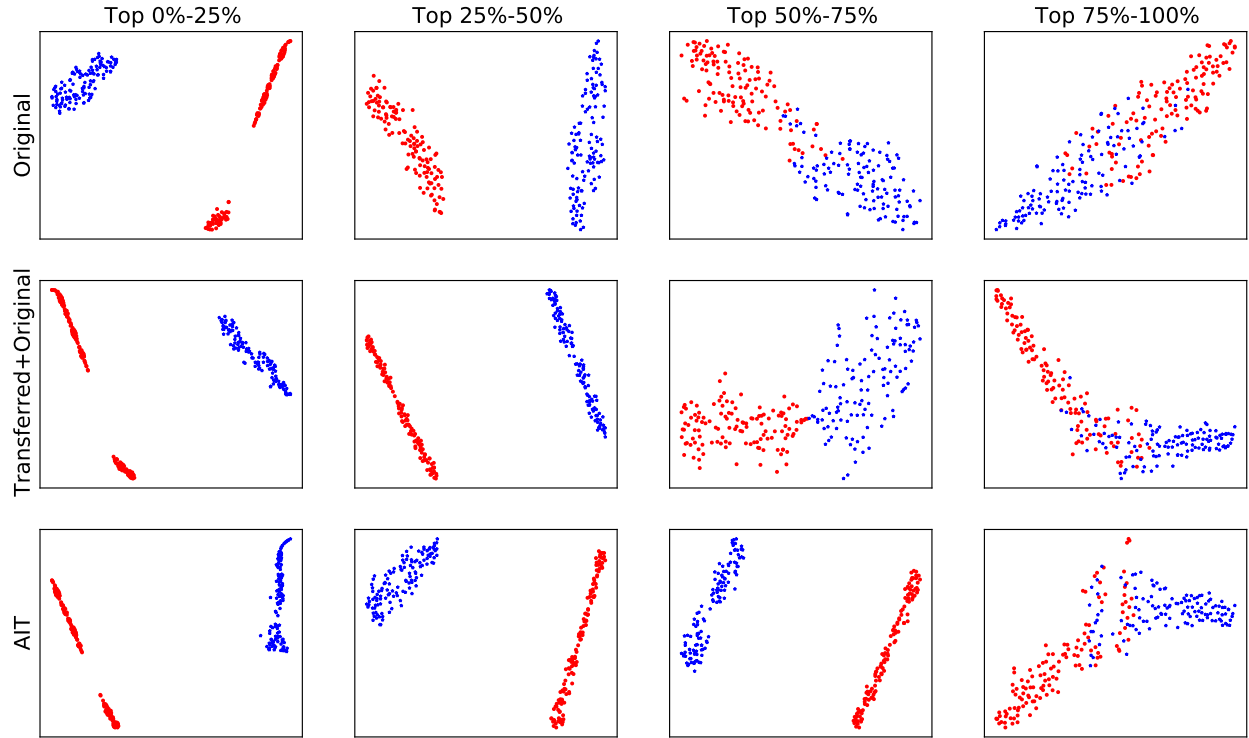 Top 0%-25%
Top 25%-50%
Top 50%-75%
Top 75%-100%
Original
Transferred+Original
AIT